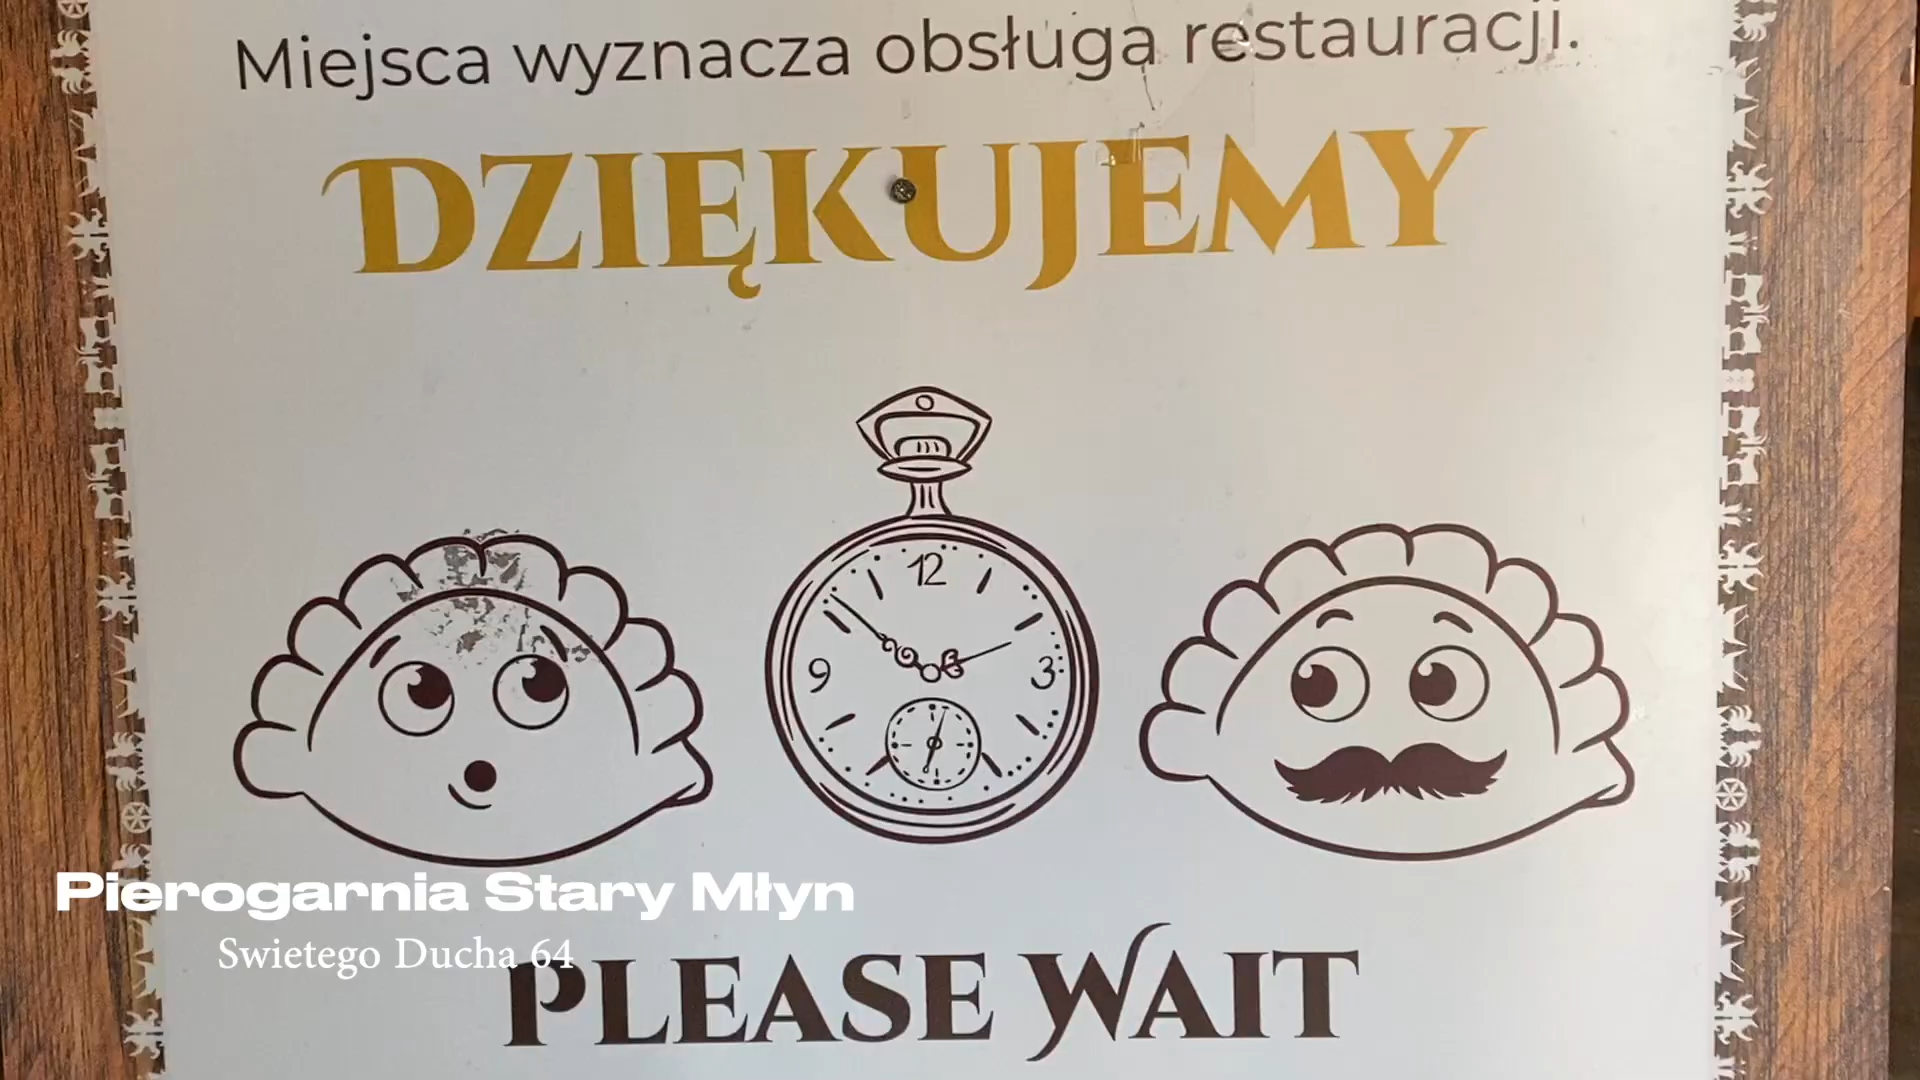 Miejsca wyznacza obsługa restauracji.
DZIĘKUJEMY
12
9
3
Pierogarnia Stary Młyn
Swietego Ducha 64
PLEASE WAIT